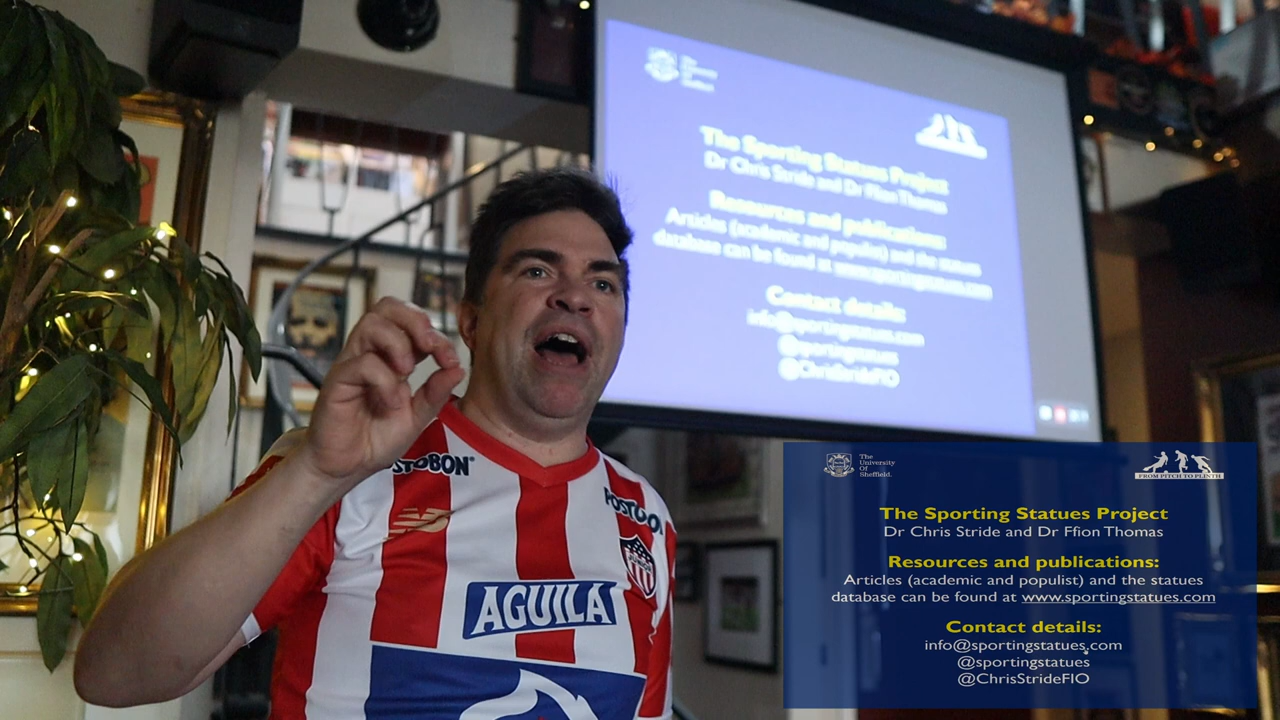 The
University
Of
Sheffield.
The Sporting Statues Project
Dr Chris Stride and Dr Ffion Thomas
Resources and publications:
Articles (academic and populist) and the statues
database can be found at www.sportingstatues.com
Contact details:
info@sportingstatues.com
@sportingstatues
@ChrisStrideFIO
POSTOBON
AGUILA
The
University
Of
Sheffield.
FROM PITCH TO PLINTH
The Sporting Statues Project
Dr Chris Stride and Dr Ffion Thomas
Resources and publications:
Articles (academic and populist) and the statues
database can be found at www.sportingstatues.com
Contact details:
info@sportingstatues.com
@sportingstatues
@ChrisStrideFIO